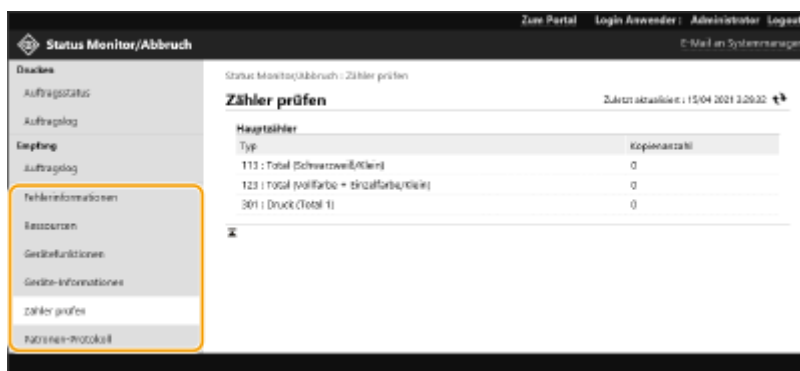 Zum Portal Login Anwender : Administrator Logout
Status Monitor/Abbruch
E-Mail an Systemmanager
Drucken
Auftragsstatus
Auftragslog
Empfang
Auftragslog
Fehlerinformationen
Ressourcen
Gerätefunktionen
Geräte-Informationen
Zähler prüfen
Patronen-Protokoll
Status Monitor/Abbruch : Zähler prüfen
Zähler prüfen
Zuletzt aktualisiert : 15/04 2021 3:29:32
Hauptzähler
Typ Kopienanzahl
113 : Total (Schwarzweiß/Klein) 0
123 : Total (Vollfarbe + Einzelfarbe/Klein) 0
301 : Druck (Total 1) 0